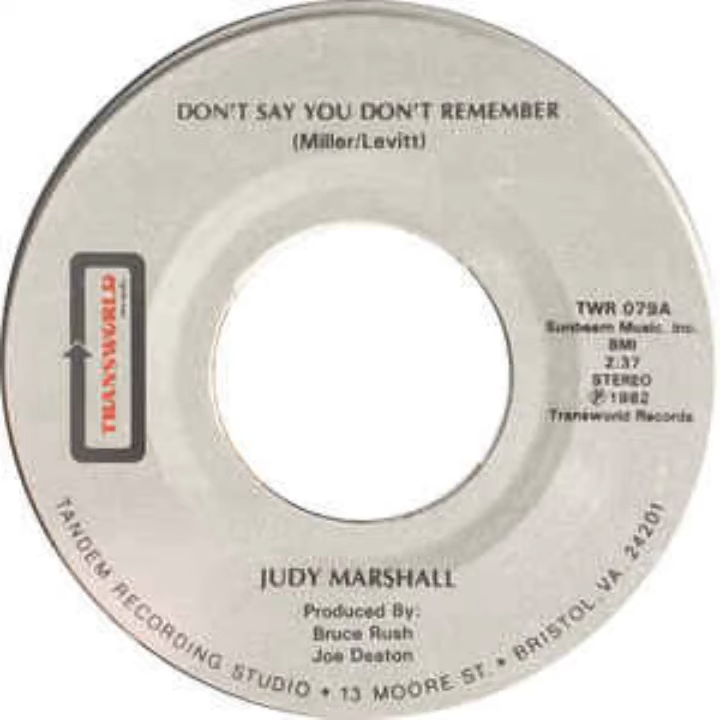 DON'T SAY YOU DON'T REMEMBER
(Miller/Levitt)
TRANSWORLD
TWR 079A
Sunbeam Music, Inc.
BMI
2:37
STEREO
℗ 1982
Transworld Records
JUDY MARSHALL
Produced By:
Bruce Rush
Joe Deaton
TANDEM RECORDING STUDIO • 13 MOORE ST. • BRISTOL VA 24201